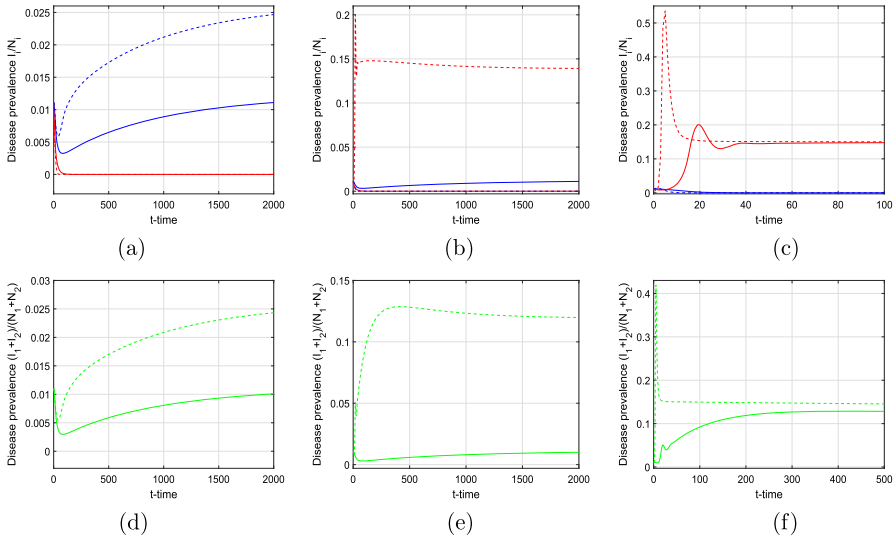 0.025
0.02
0.015
0.01
0.005
0
Disease prevalence I_i/N_i
0 500 1000 1500 2000
t-time
(a)
0.2
0.15
0.1
0.05
0
Disease prevalence I_i/N_i
0 500 1000 1500 2000
t-time
(b)
0.5
0.4
0.3
0.2
0.1
0
Disease prevalence I_i/N_i
0 20 40 60 80 100
t-time
(c)
0.03
0.025
0.02
0.015
0.01
0.005
0
Disease prevalence (I_1+I_2)/(N_1+N_2)
0 500 1000 1500 2000
t-time
(d)
0.15
0.1
0.05
0
Disease prevalence (I_1+I_2)/(N_1+N_2)
0 500 1000 1500 2000
t-time
(e)
0.4
0.3
0.2
0.1
0
Disease prevalence (I_1+I_2)/(N_1+N_2)
0 100 200 300 400 500
t-time
(f)